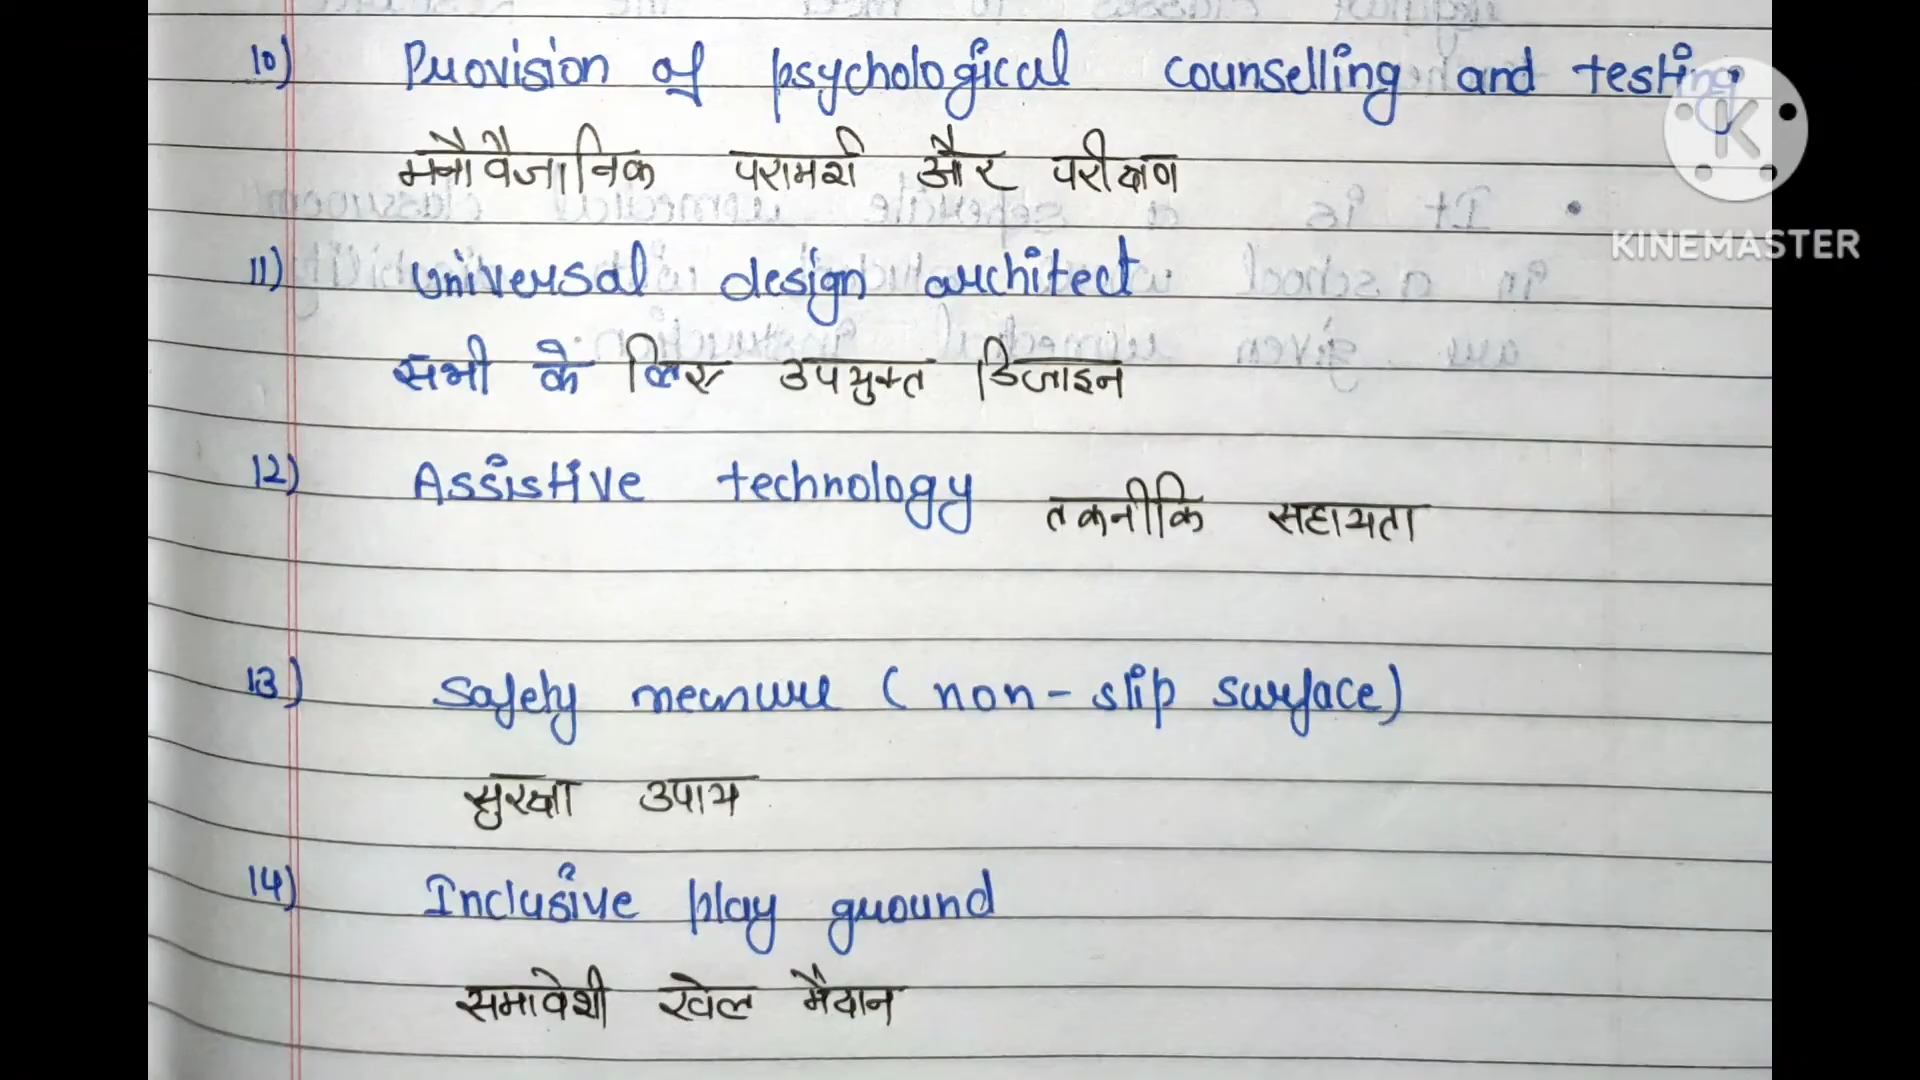 10) Provision of psychological counselling and testing
मनौवैज्ञानिक परामर्श और परीक्षण
KINEMASTER
11) universal design architect
सभी के लिए उपयुक्त डिजाइन
12) Assistive technology तकनीकि सहायता
13) Safety measure (non-slip surface)
सुरक्षा उपाय
14) Inclusive play ground
समावेशी खेल मैदान